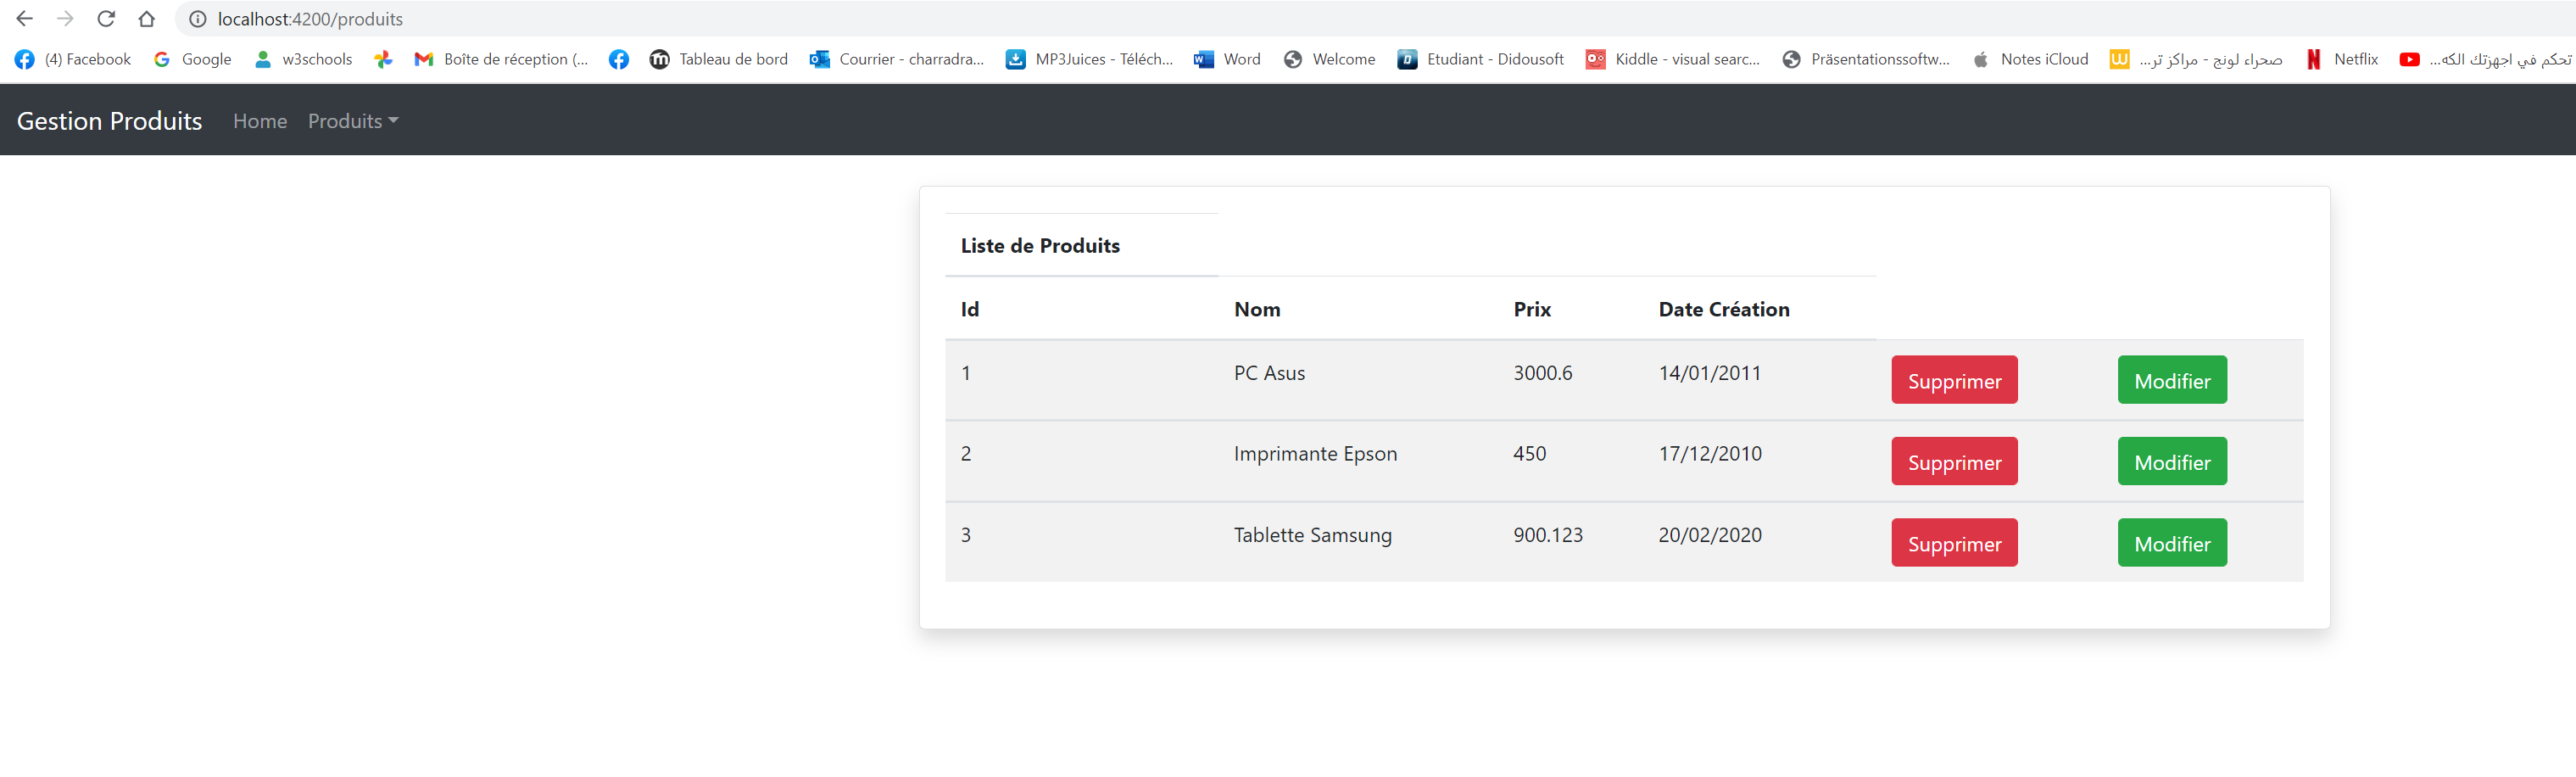 localhost:4200/produits
(4) Facebook Google w3schools Boîte de réception (... Tableau de bord Courrier - charradra... MP3Juices - Téléch... Word Welcome Etudiant - Didousoft Kiddle - visual searc... Präsentationssoftw... Notes iCloud صحراء لونج - مراكز تر... Netflix تحكم في اجهزتك الكه...
Gestion Produits Home Produits
Liste de Produits
Id Nom Prix Date Création
1 PC Asus 3000.6 14/01/2011 Supprimer Modifier
2 Imprimante Epson 450 17/12/2010 Supprimer Modifier
3 Tablette Samsung 900.123 20/02/2020 Supprimer Modifier